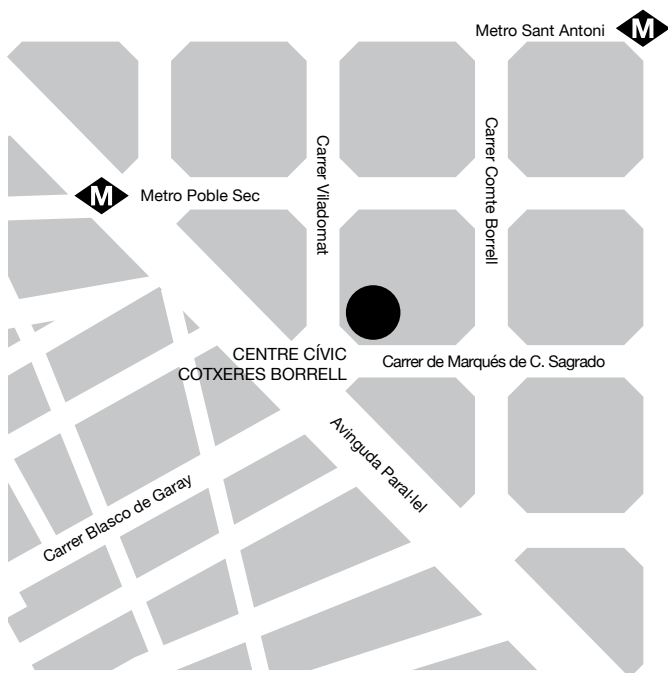 Metro Sant Antoni M
M Metro Poble Sec
Carrer Viladomat
Carrer Comte Borrell
CENTRE CÍVIC
COTXERES BORRELL
Carrer de Marqués de C. Sagrado
Avinguda Paral·lel
Carrer Blasco de Garay